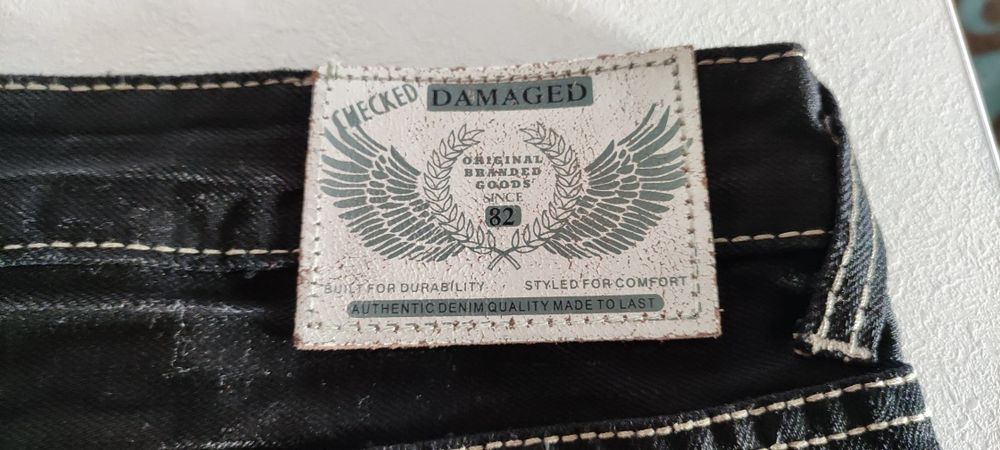 CHECKED
DAMAGED
ORIGINAL
BRANDED
GOODS
SINCE
82
BUILT FOR DURABILITY STYLED FOR COMFORT
AUTHENTIC DENIM QUALITY MADE TO LAST